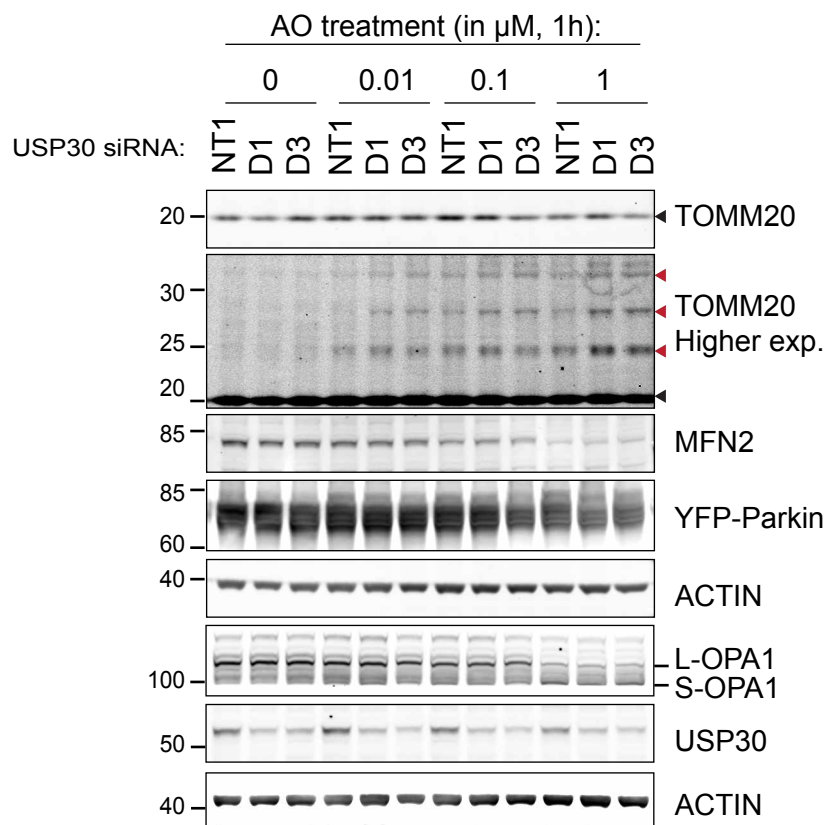 AO treatment (in µM, 1h):
0 0.01 0.1 1
USP30 siRNA: NT1 D1 D3 NT1 D1 D3 NT1 D1 D3 NT1 D1 D3
20 TOMM20
30
25
20
TOMM20
Higher exp.
85 MFN2
85
60
YFP-Parkin
40 ACTIN
100
L-OPA1
S-OPA1
50 USP30
40 ACTIN